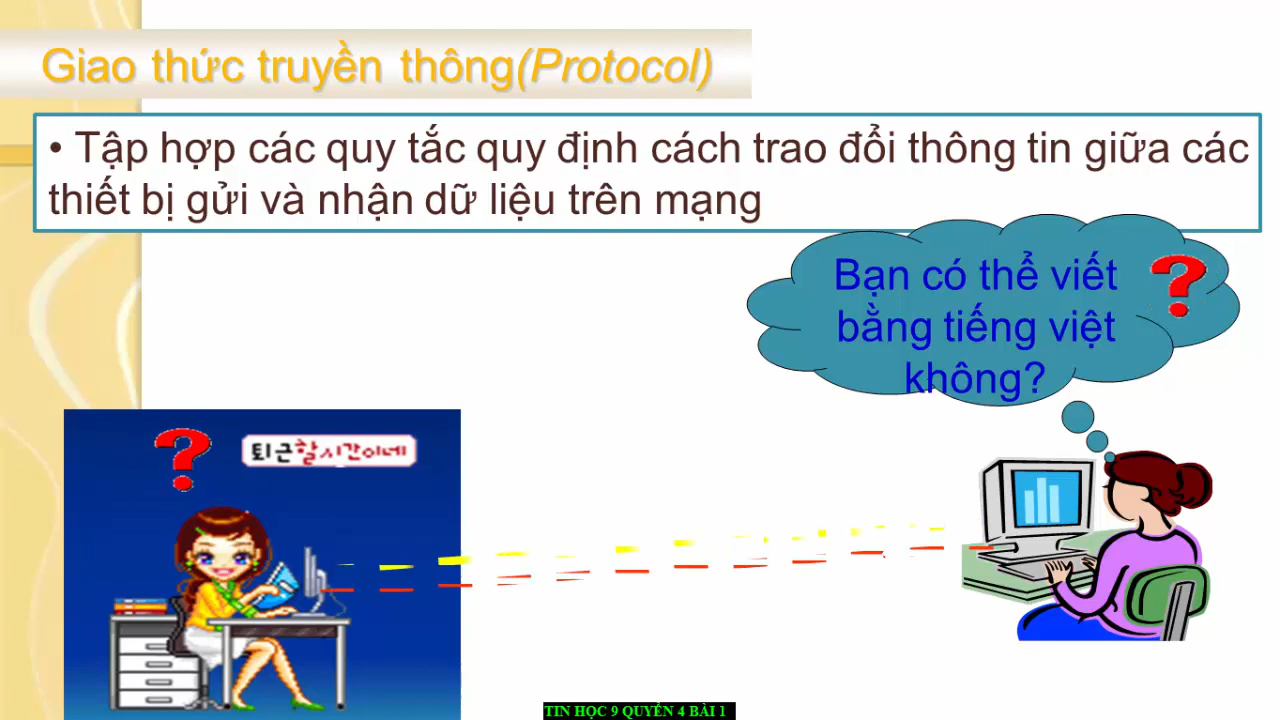 Giao thức truyền thông(Protocol)
• Tập hợp các quy tắc quy định cách trao đổi thông tin giữa các
thiết bị gửi và nhận dữ liệu trên mạng
Bạn có thể viết
bằng tiếng việt
không?
?
?
퇴근할시간이네
TIN HỌC 9 QUYỂN 4 BÀI 1